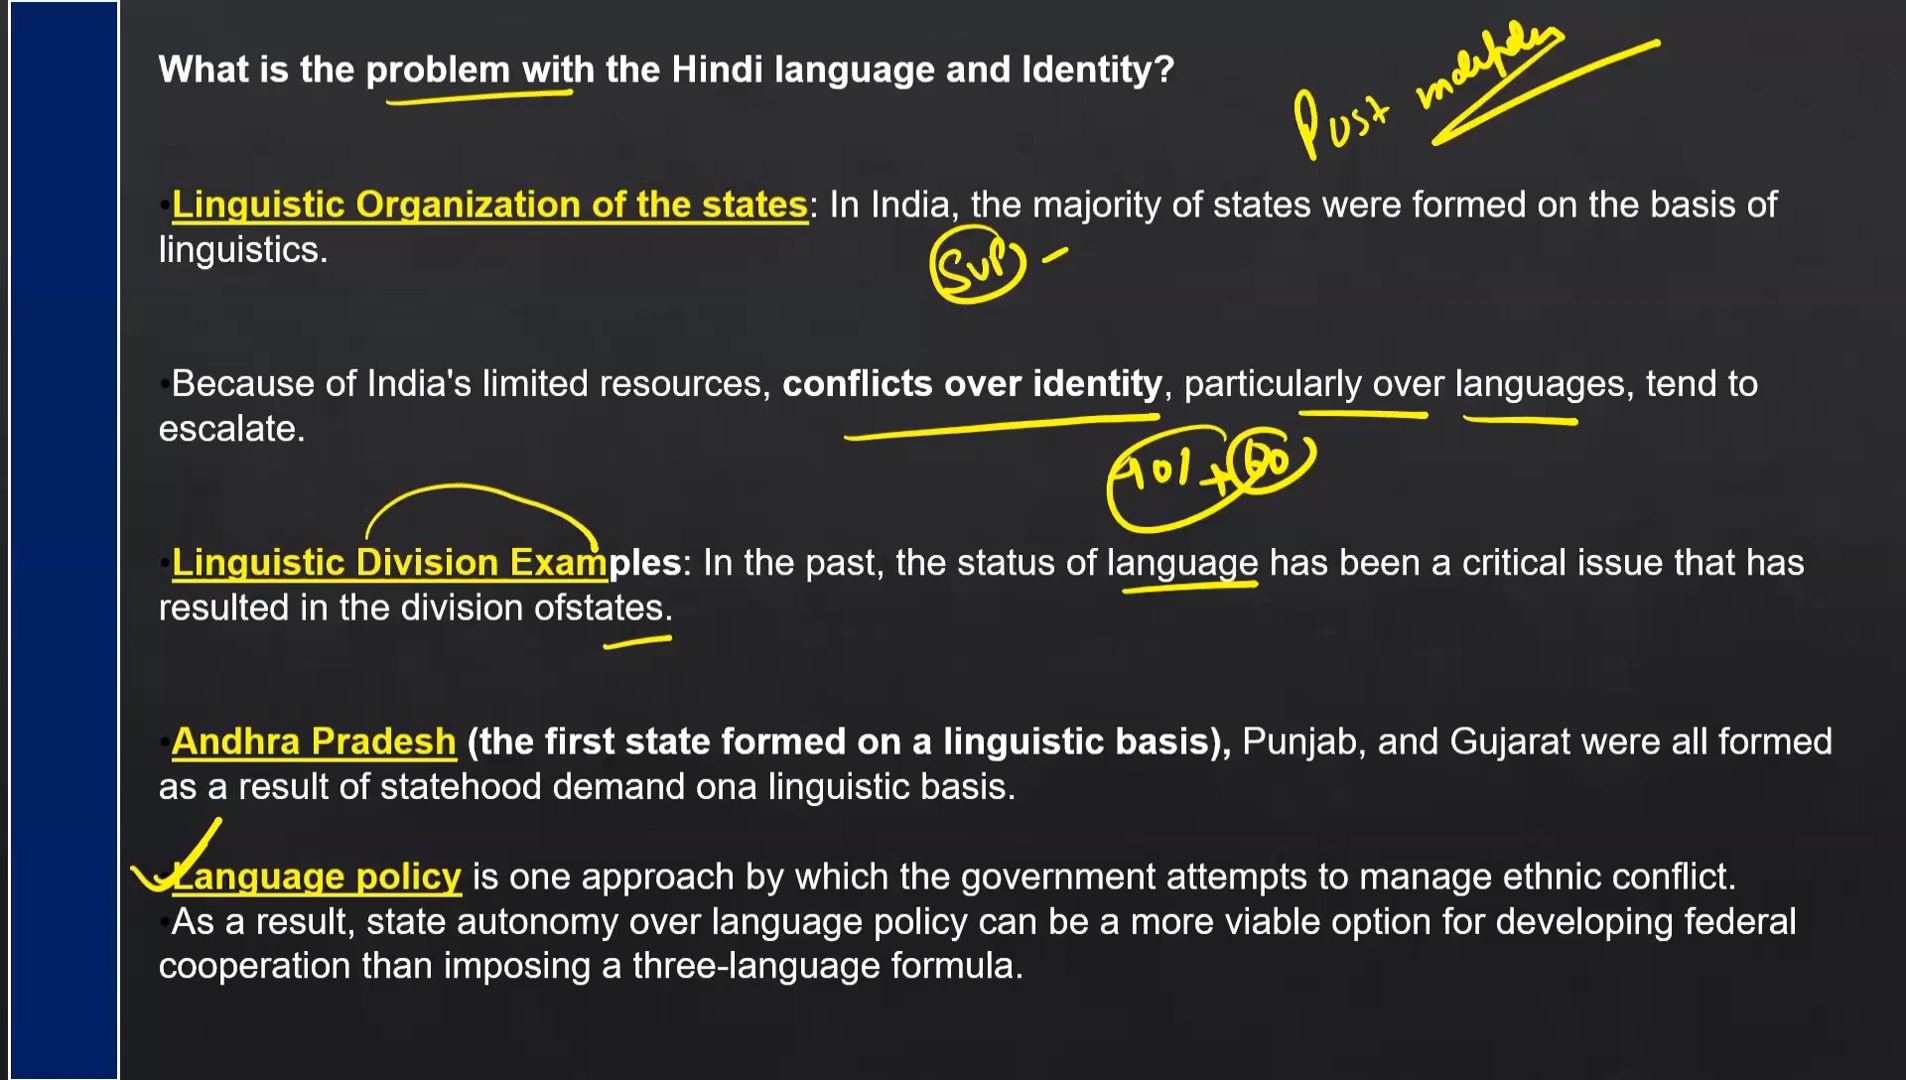 What is the problem with the Hindi language and Identity?
Post
•Linguistic Organization of the states: In India, the majority of states were formed on the basis of
linguistics.
Sup -
•Because of India's limited resources, conflicts over identity, particularly over languages, tend to
escalate.
•Linguistic Division Examples: In the past, the status of language has been a critical issue that has
resulted in the division ofstates.
•Andhra Pradesh (the first state formed on a linguistic basis), Punjab, and Gujarat were all formed
as a result of statehood demand ona linguistic basis.
•Language policy is one approach by which the government attempts to manage ethnic conflict.
•As a result, state autonomy over language policy can be a more viable option for developing federal
cooperation than imposing a three-language formula.